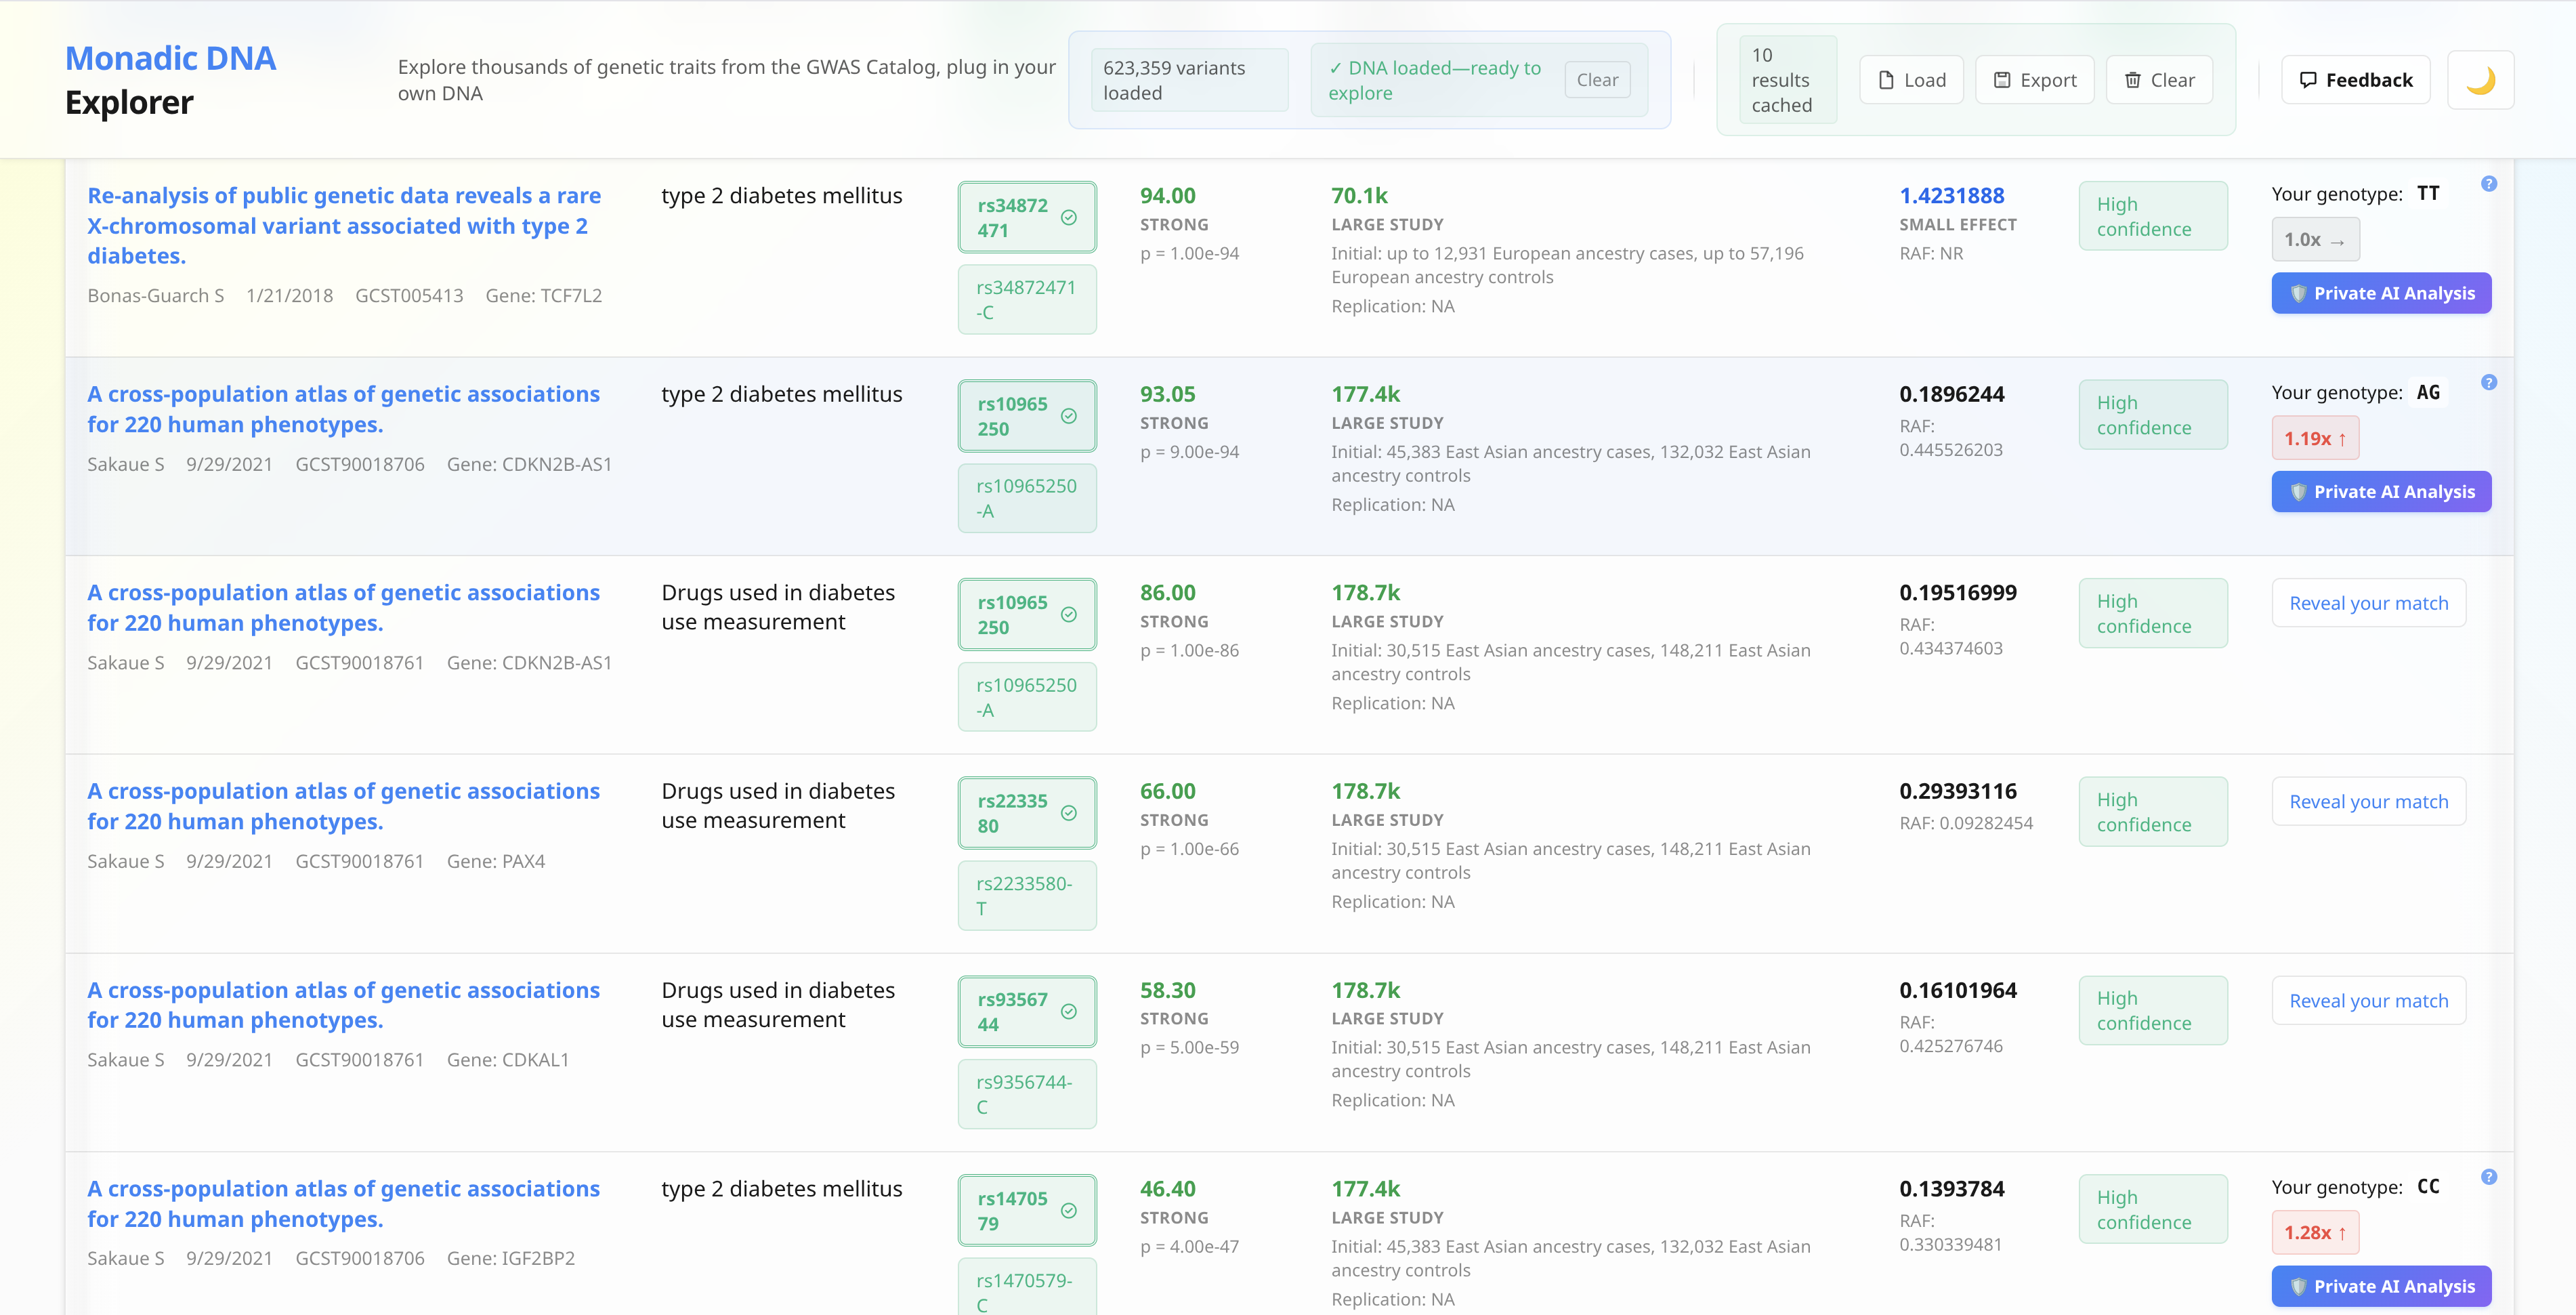 Monadic DNA
Explorer
Explore thousands of genetic traits from the GWAS Catalog, plug in your
own DNA
623,359 variants
loaded
✓ DNA loaded—ready to
explore
Clear
10
results
cached
Load
Export
Clear
Feedback
Re-analysis of public genetic data reveals a rare
X-chromosomal variant associated with type 2
diabetes.
Bonas-Guarch S 1/21/2018 GCST005413 Gene: TCF7L2
type 2 diabetes mellitus
rs34872
471
rs34872471
-C
94.00
STRONG
p = 1.00e-94
70.1k
LARGE STUDY
Initial: up to 12,931 European ancestry cases, up to 57,196
European ancestry controls
Replication: NA
1.4231888
SMALL EFFECT
RAF: NR
High
confidence
Your genotype: TT
?
1.0x →
Private AI Analysis
A cross-population atlas of genetic associations
for 220 human phenotypes.
Sakaue S 9/29/2021 GCST90018706 Gene: CDKN2B-AS1
type 2 diabetes mellitus
rs10965
250
rs10965250
-A
93.05
STRONG
p = 9.00e-94
177.4k
LARGE STUDY
Initial: 45,383 East Asian ancestry cases, 132,032 East Asian
ancestry controls
Replication: NA
0.1896244
RAF:
0.445526203
High
confidence
Your genotype: AG
?
1.19x ↑
Private AI Analysis
A cross-population atlas of genetic associations
for 220 human phenotypes.
Sakaue S 9/29/2021 GCST90018761 Gene: CDKN2B-AS1
Drugs used in diabetes
use measurement
rs10965
250
rs10965250
-A
86.00
STRONG
p = 1.00e-86
178.7k
LARGE STUDY
Initial: 30,515 East Asian ancestry cases, 148,211 East Asian
ancestry controls
Replication: NA
0.19516999
RAF:
0.434374603
High
confidence
Reveal your match
A cross-population atlas of genetic associations
for 220 human phenotypes.
Sakaue S 9/29/2021 GCST90018761 Gene: PAX4
Drugs used in diabetes
use measurement
rs22335
80
rs2233580-
T
66.00
STRONG
p = 1.00e-66
178.7k
LARGE STUDY
Initial: 30,515 East Asian ancestry cases, 148,211 East Asian
ancestry controls
Replication: NA
0.29393116
RAF: 0.09282454
High
confidence
Reveal your match
A cross-population atlas of genetic associations
for 220 human phenotypes.
Sakaue S 9/29/2021 GCST90018761 Gene: CDKAL1
Drugs used in diabetes
use measurement
rs93567
44
rs9356744-
C
58.30
STRONG
p = 5.00e-59
178.7k
LARGE STUDY
Initial: 30,515 East Asian ancestry cases, 148,211 East Asian
ancestry controls
Replication: NA
0.16101964
RAF:
0.425276746
High
confidence
Reveal your match
A cross-population atlas of genetic associations
for 220 human phenotypes.
Sakaue S 9/29/2021 GCST90018706 Gene: IGF2BP2
type 2 diabetes mellitus
rs14705
79
rs1470579-
C
46.40
STRONG
p = 4.00e-47
177.4k
LARGE STUDY
Initial: 45,383 East Asian ancestry cases, 132,032 East Asian
ancestry controls
Replication: NA
0.1393784
RAF:
0.330339481
High
confidence
Your genotype: CC
?
1.28x ↑
Private AI Analysis